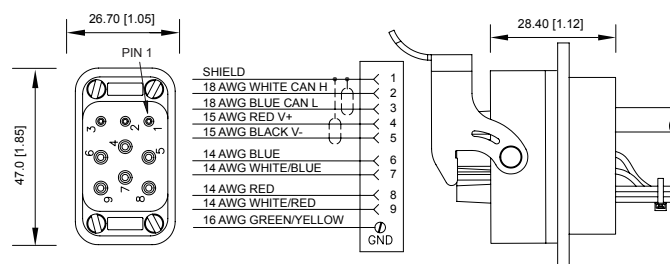 26.70 [1.05]
28.40 [1.12]
PIN 1
47.0 [1.85]
3 2 1
4
6 5
7
9 8
SHIELD 1
18 AWG WHITE CAN H 2
18 AWG BLUE CAN L 3
15 AWG RED V+ 4
15 AWG BLACK V- 5
14 AWG BLUE 6
14 AWG WHITE/BLUE 7
14 AWG RED 8
14 AWG WHITE/RED 9
16 AWG GREEN/YELLOW
GND